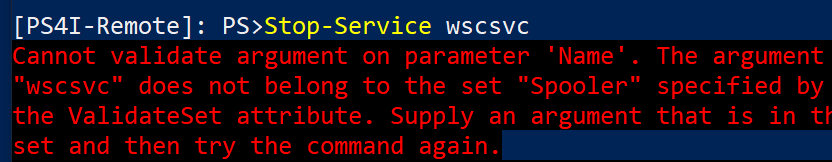 [PS4I-Remote]: PS>Stop-Service wscsvc
Cannot validate argument on parameter 'Name'. The argument
"wscsvc" does not belong to the set "Spooler" specified by
the ValidateSet attribute. Supply an argument that is in th
set and then try the command again.